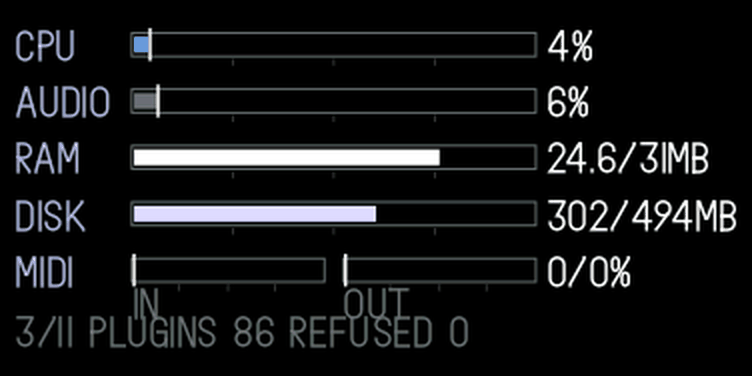 CPU 4%
AUDIO 6%
RAM 24.6/31MB
DISK 302/494MB
MIDI 0/0%
IN OUT
3/11 PLUGINS 86 REFUSED 0